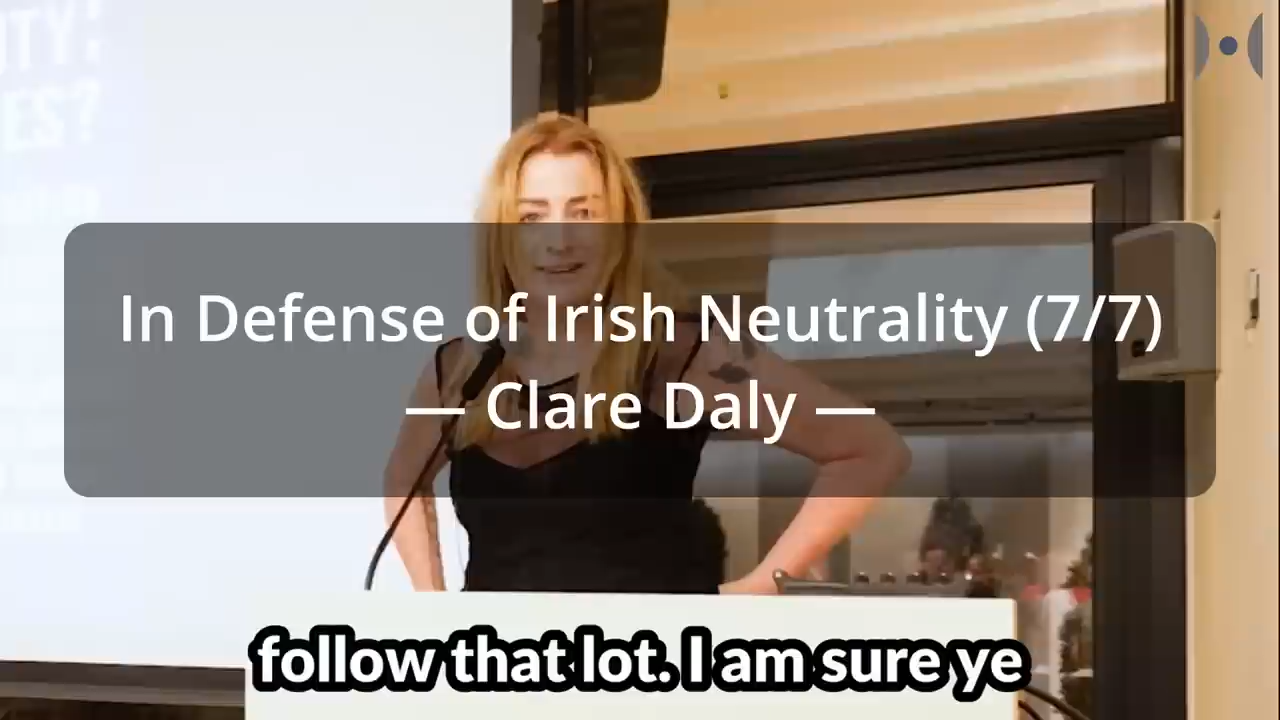 In Defense of Irish Neutrality (7/7)
— Clare Daly —
follow that lot. I am sure ye